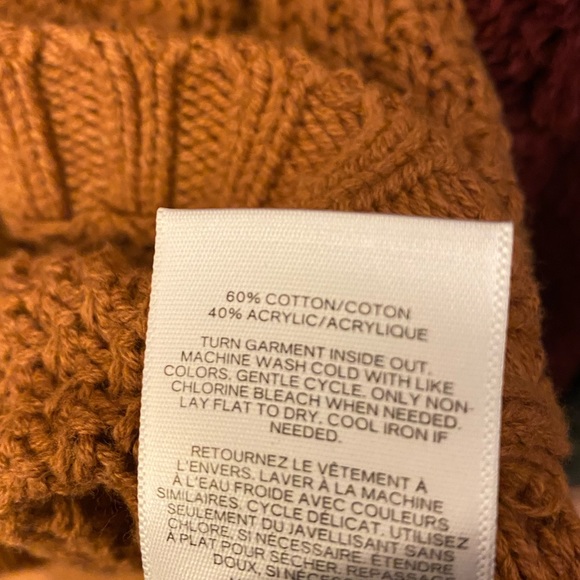 60% COTTON/COTON
40% ACRYLIC/ACRYLIQUE
TURN GARMENT INSIDE OUT.
MACHINE WASH COLD WITH LIKE
COLORS. GENTLE CYCLE. ONLY NON-
CHLORINE BLEACH WHEN NEEDED.
LAY FLAT TO DRY. COOL IRON IF
NEEDED.
RETOURNEZ LE VÊTEMENT À
L'ENVERS. LAVER À LA MACHINE
À L'EAU FROIDE AVEC COULEURS
SIMILAIRES. CYCLE DÉLICAT. UTILISEZ
SEULEMENT DU JAVELLISANT SANS
CHLORE, SI NÉCESSAIRE. ÉTENDRE
À PLAT POUR SÉCHER. REPASSAGE
DOUX, SI NÉCESSAIRE.